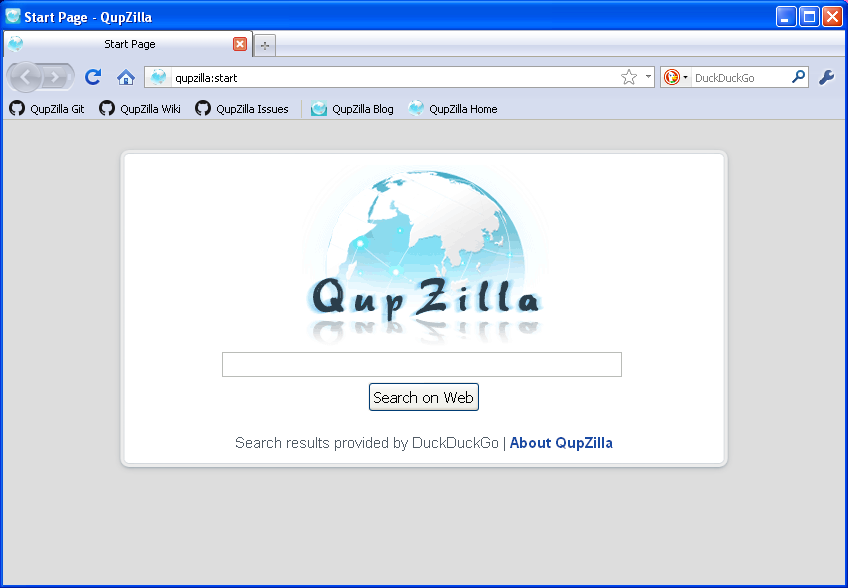 Start Page - QupZilla
Start Page
qupzilla:start
DuckDuckGo
QupZilla Git QupZilla Wiki QupZilla Issues QupZilla Blog QupZilla Home
QupZilla
Search on Web
Search results provided by DuckDuckGo | About QupZilla